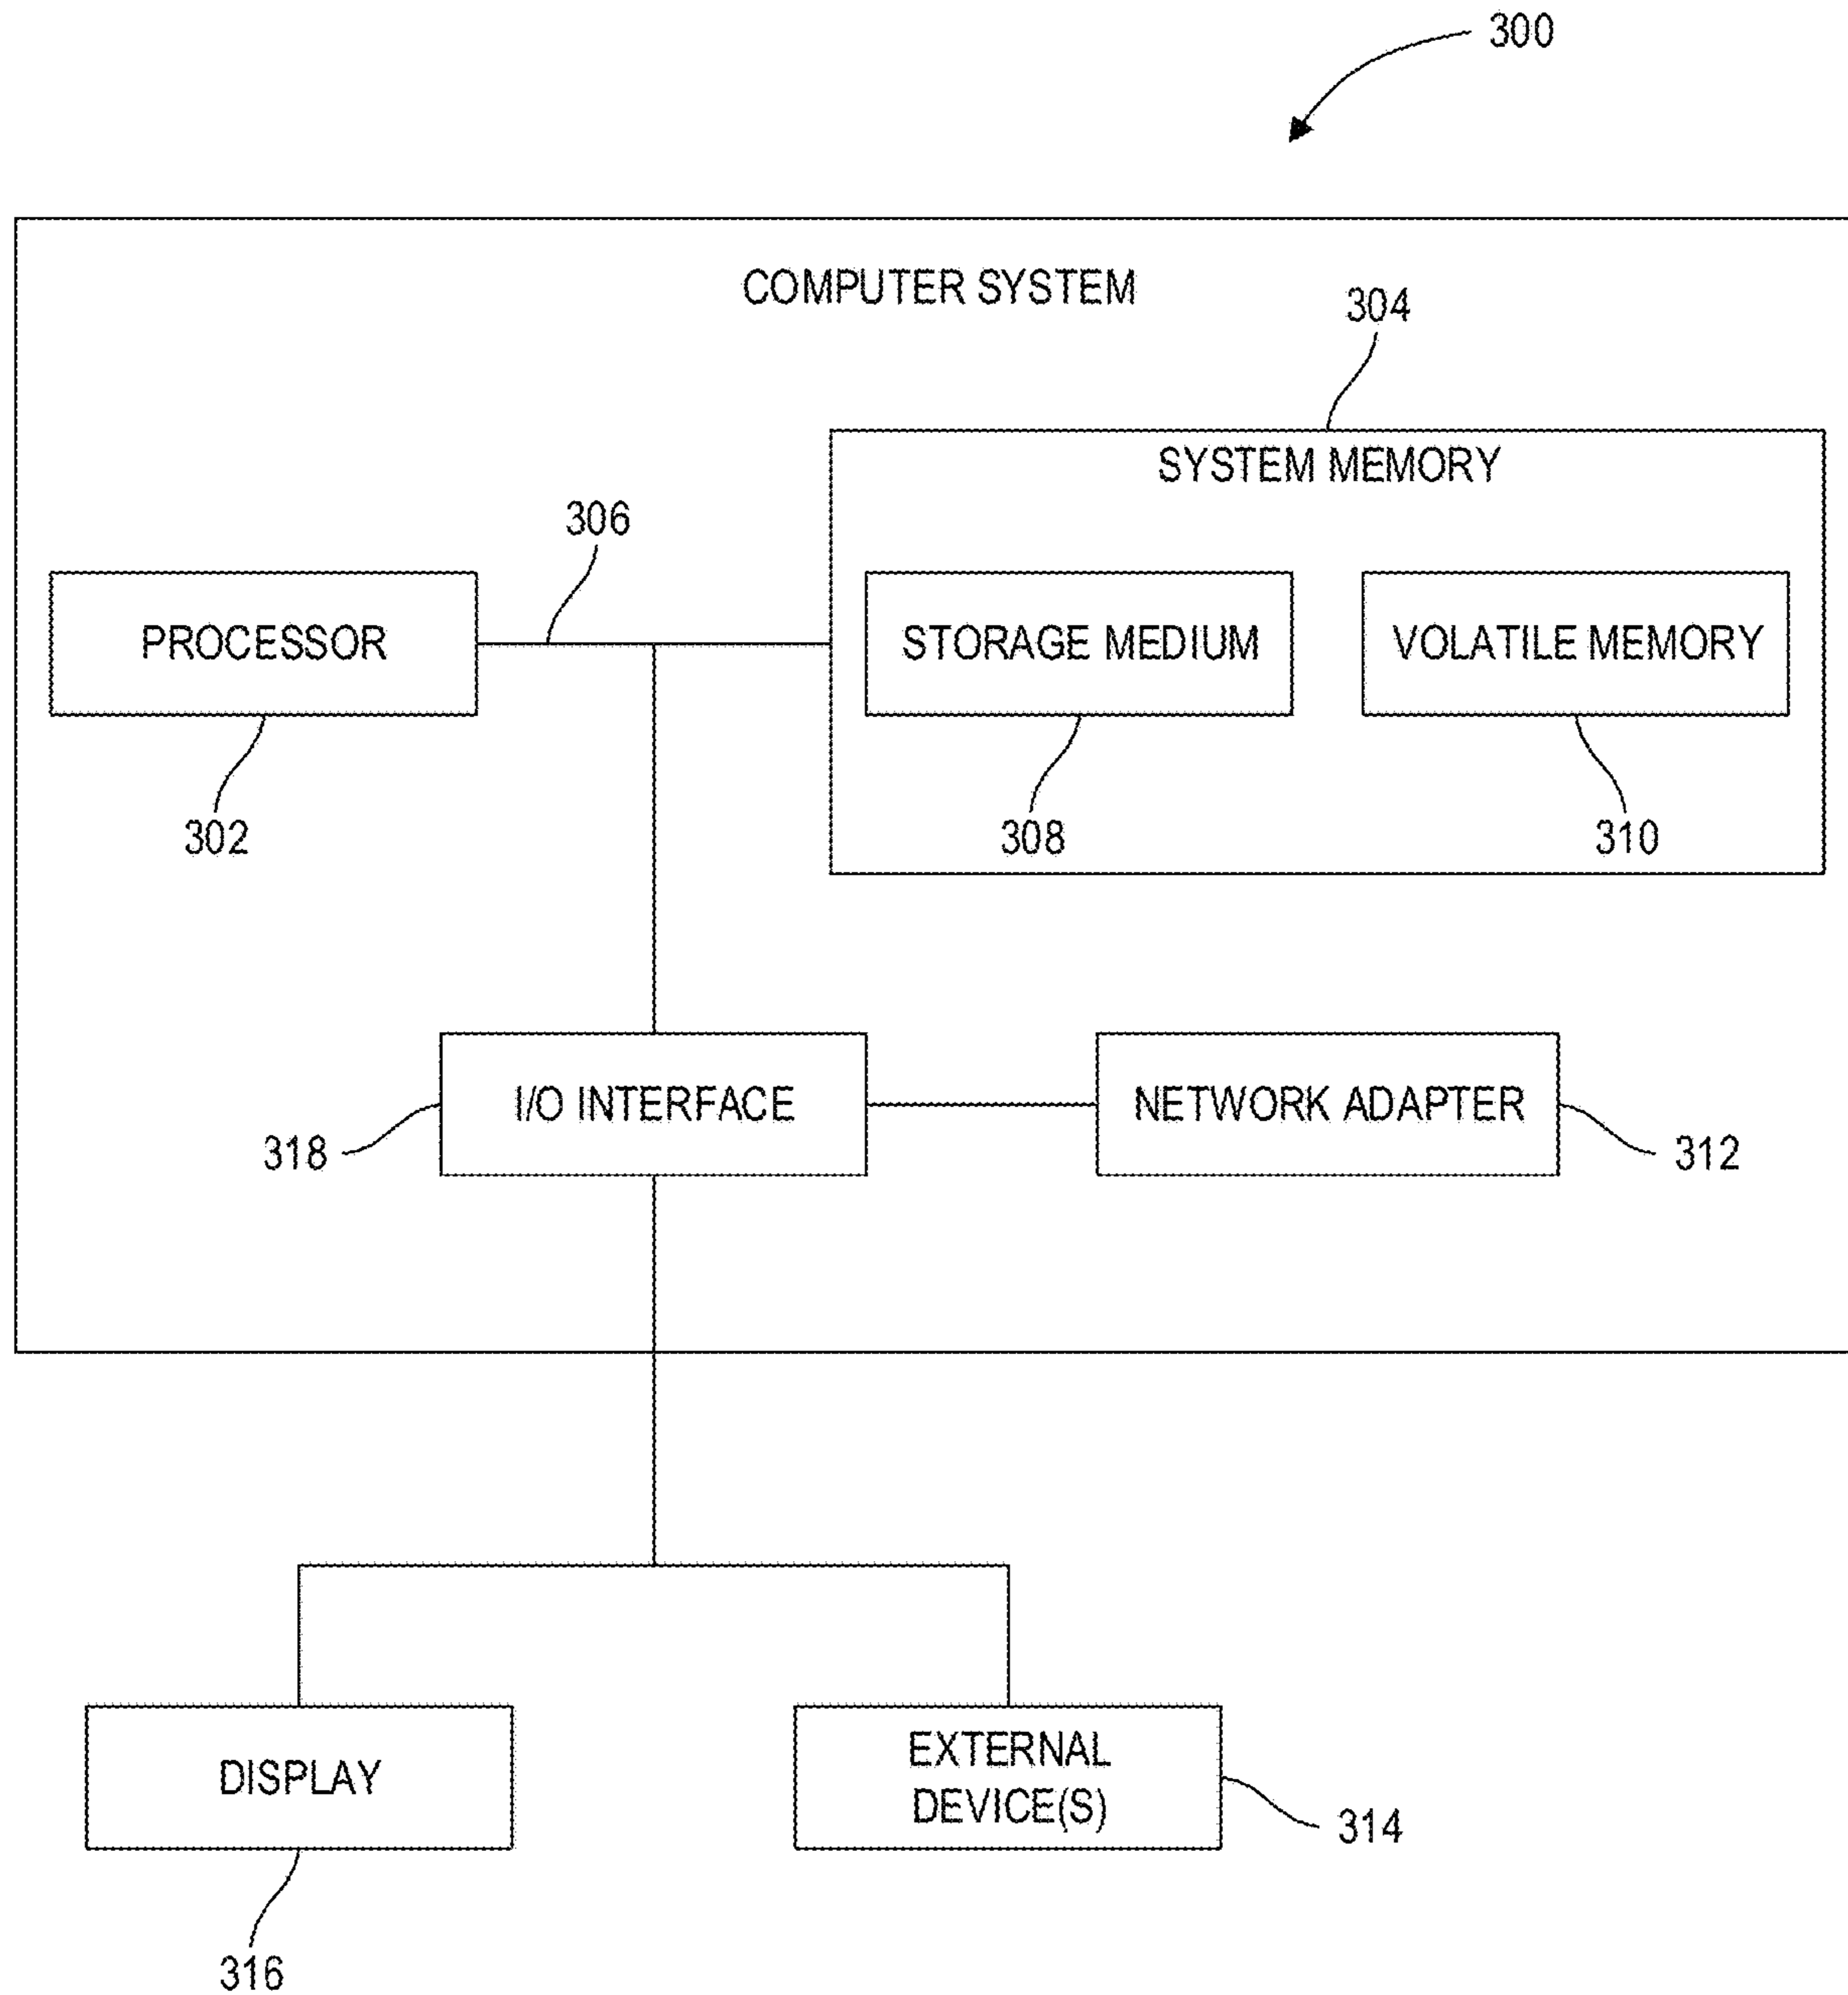 300
COMPUTER SYSTEM
304
SYSTEM MEMORY
306
PROCESSOR
STORAGE MEDIUM
VOLATILE MEMORY
302
308
310
I/O INTERFACE
NETWORK ADAPTER
318
312
DISPLAY
EXTERNAL
DEVICE(S)
314
316